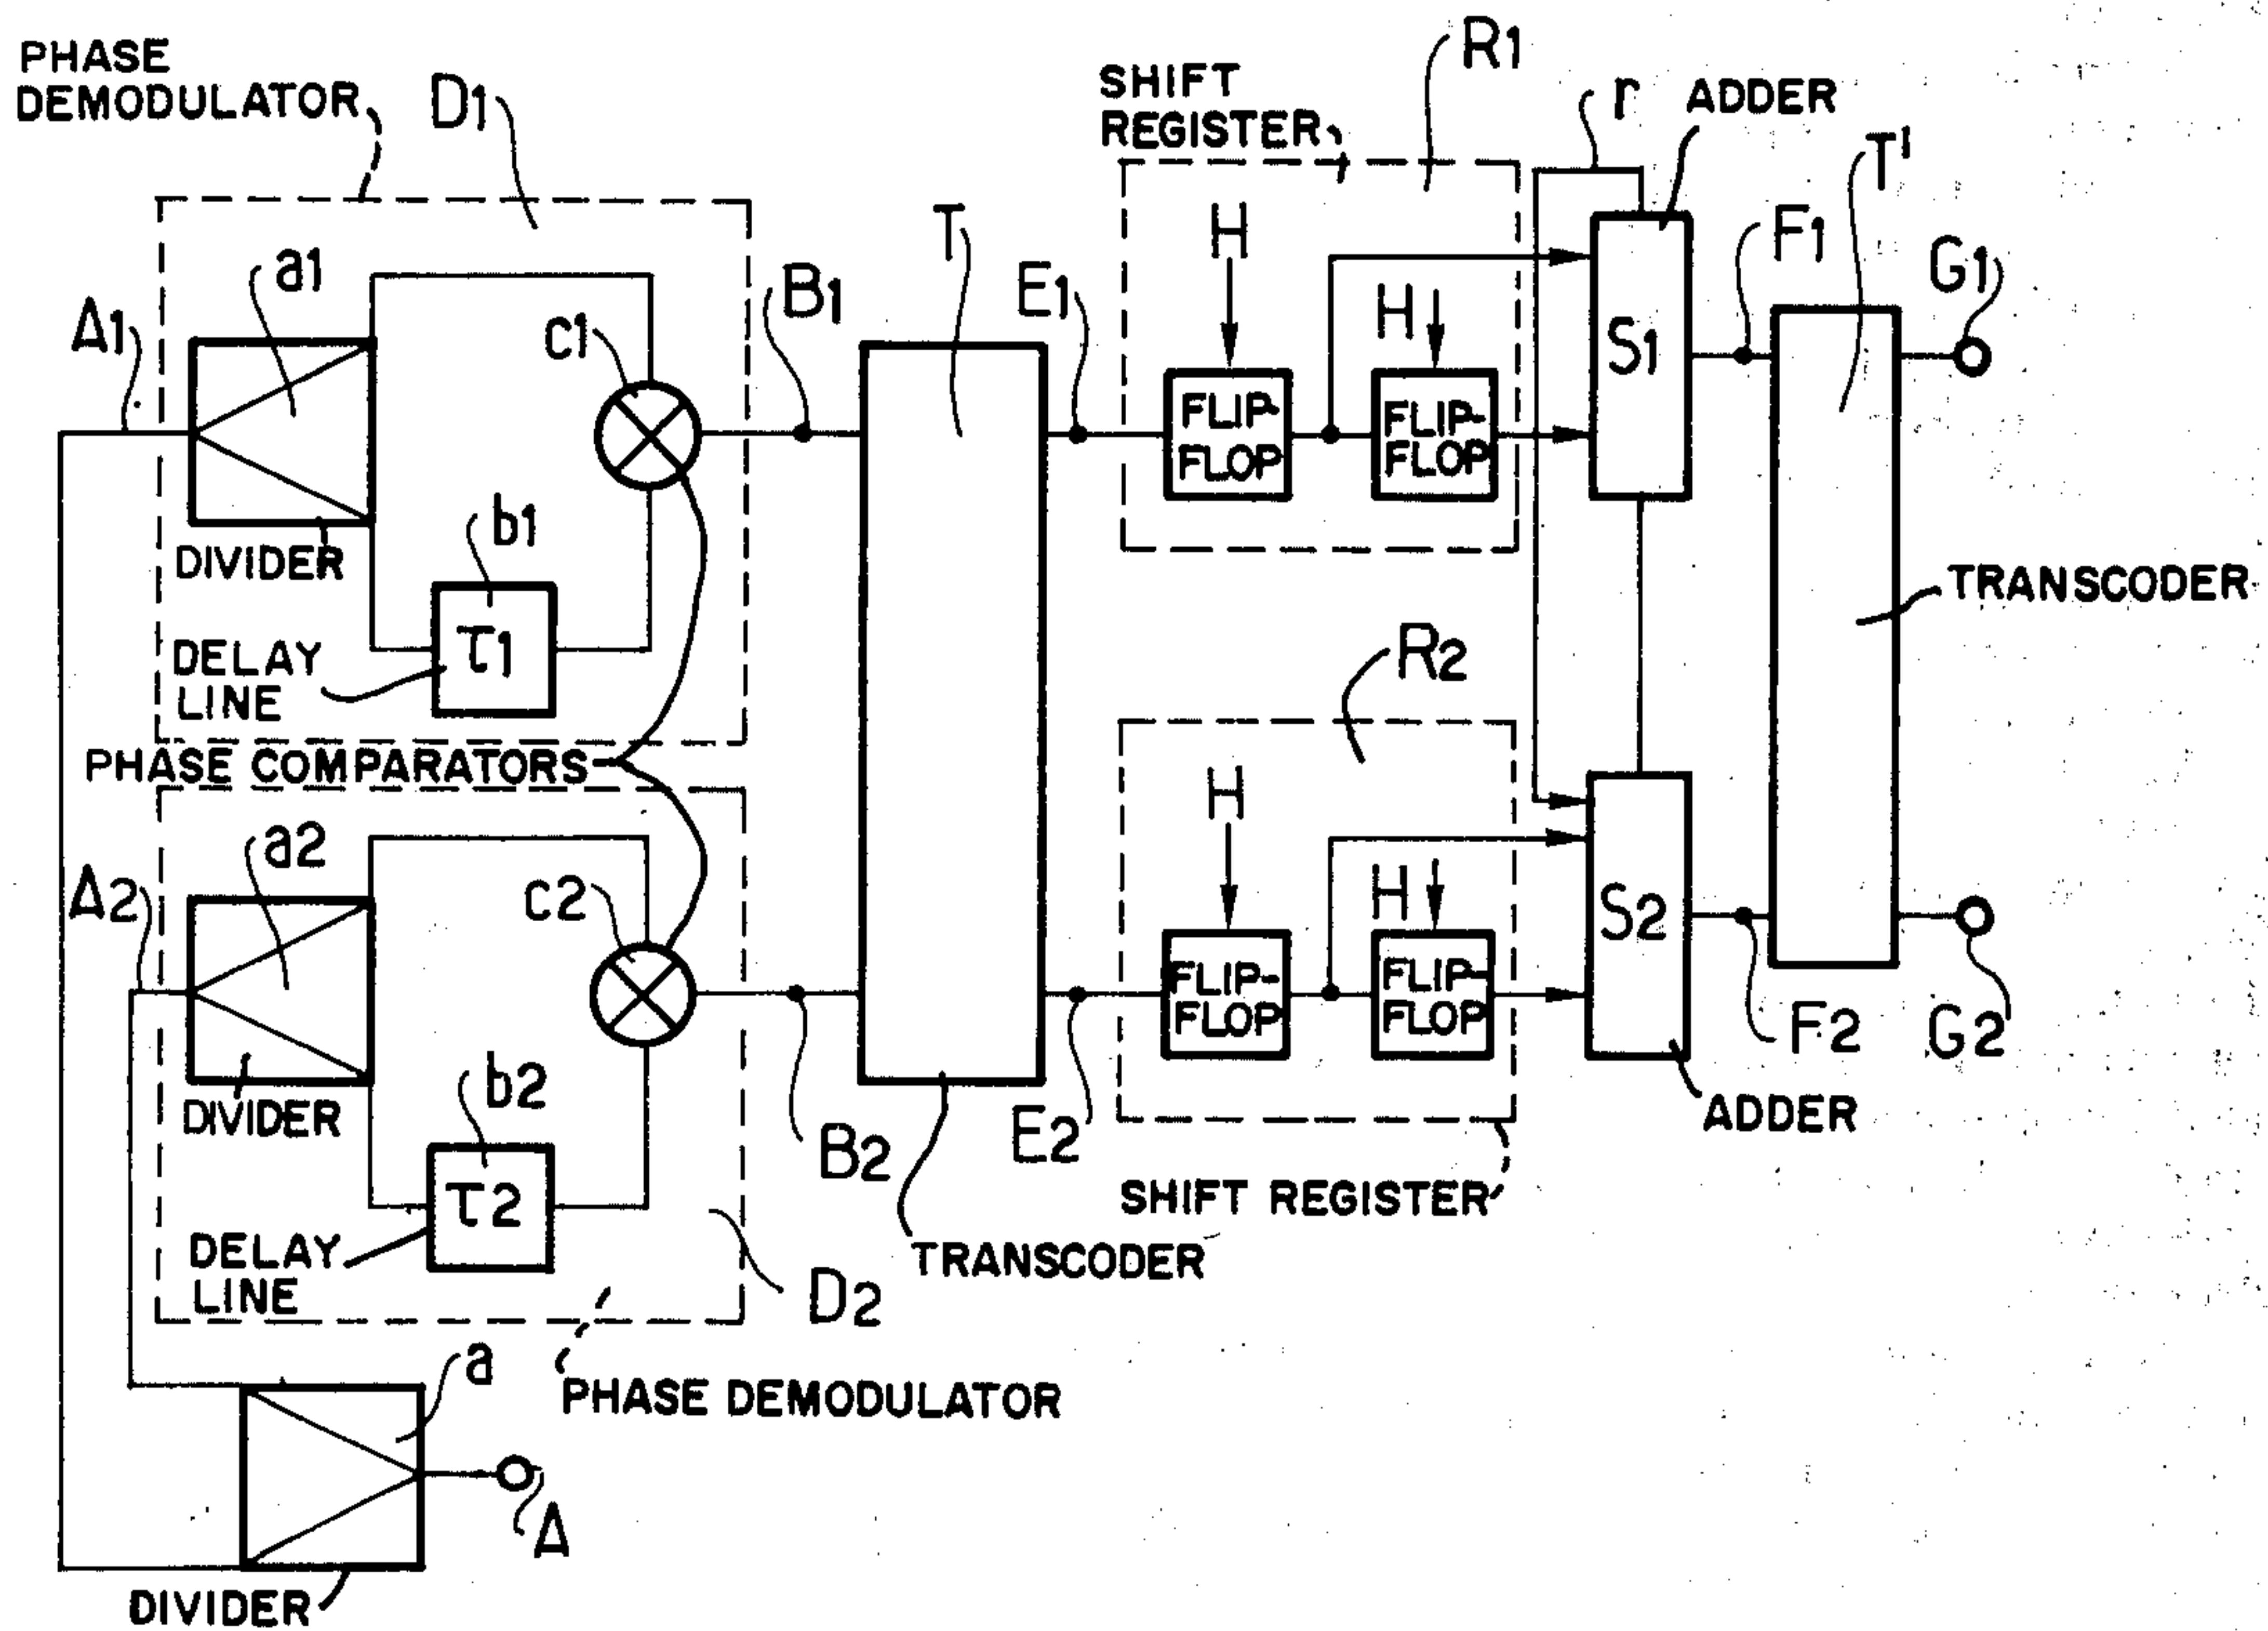 PHASE
DEMODULATOR
D1
SHIFT
REGISTER
R1
r
ADDER
T'
A1
a1
c1
B1
T
E1
H
H
F1
G1
FLIP-
FLOP
FLIP-
FLOP
S1
DIVIDER
b1
τ1
DELAY
LINE
TRANSCODER
R2
PHASE COMPARATORS
A2
a2
c2
H
H
S2
FLIP-
FLOP
FLIP-
FLOP
F2
G2
DIVIDER
b2
τ2
B2
E2
ADDER
DELAY
LINE
D2
TRANSCODER
SHIFT REGISTER
a
PHASE DEMODULATOR
A
DIVIDER